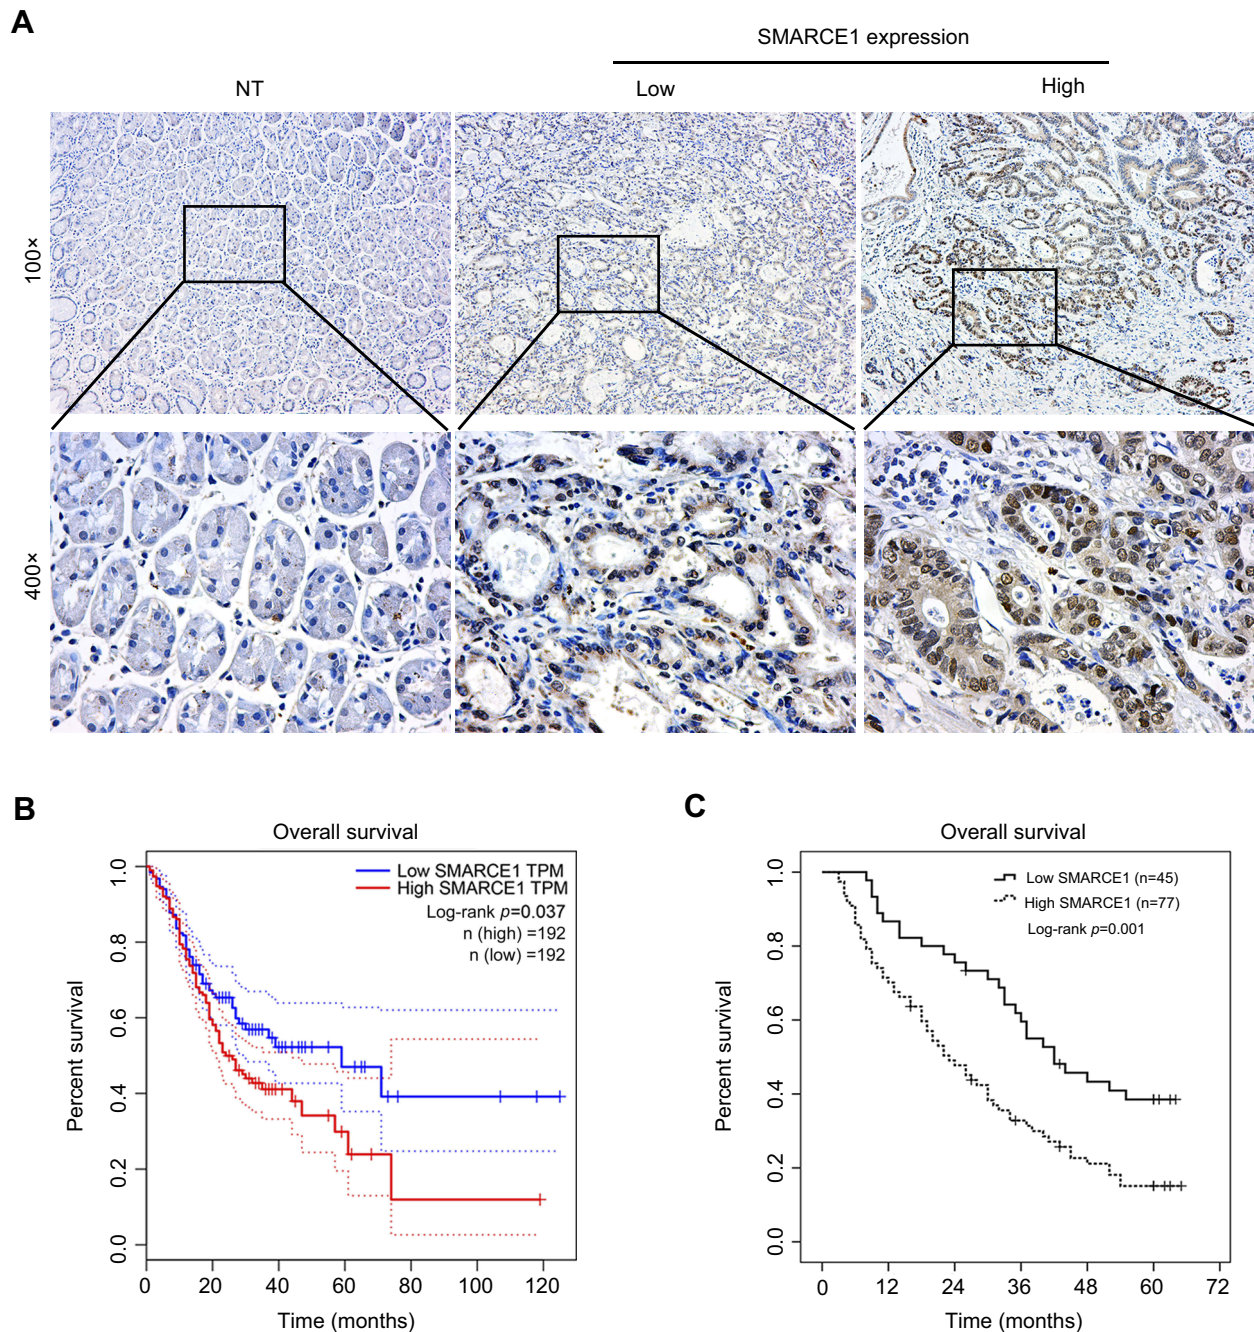 A
SMARCE1 expression
NT
Low
High
100×
400×
B
Overall survival
Low SMARCE1 TPM
High SMARCE1 TPM
Log-rank p=0.037
n (high) =192
n (low) =192
Percent survival
1.0
0.8
0.6
0.4
0.2
0.0
0 20 40 60 80 100 120
Time (months)
C
Overall survival
Low SMARCE1 (n=45)
High SMARCE1 (n=77)
Log-rank p=0.001
Percent survival
1.0
0.8
0.6
0.4
0.2
0.0
0 12 24 36 48 60 72
Time (months)